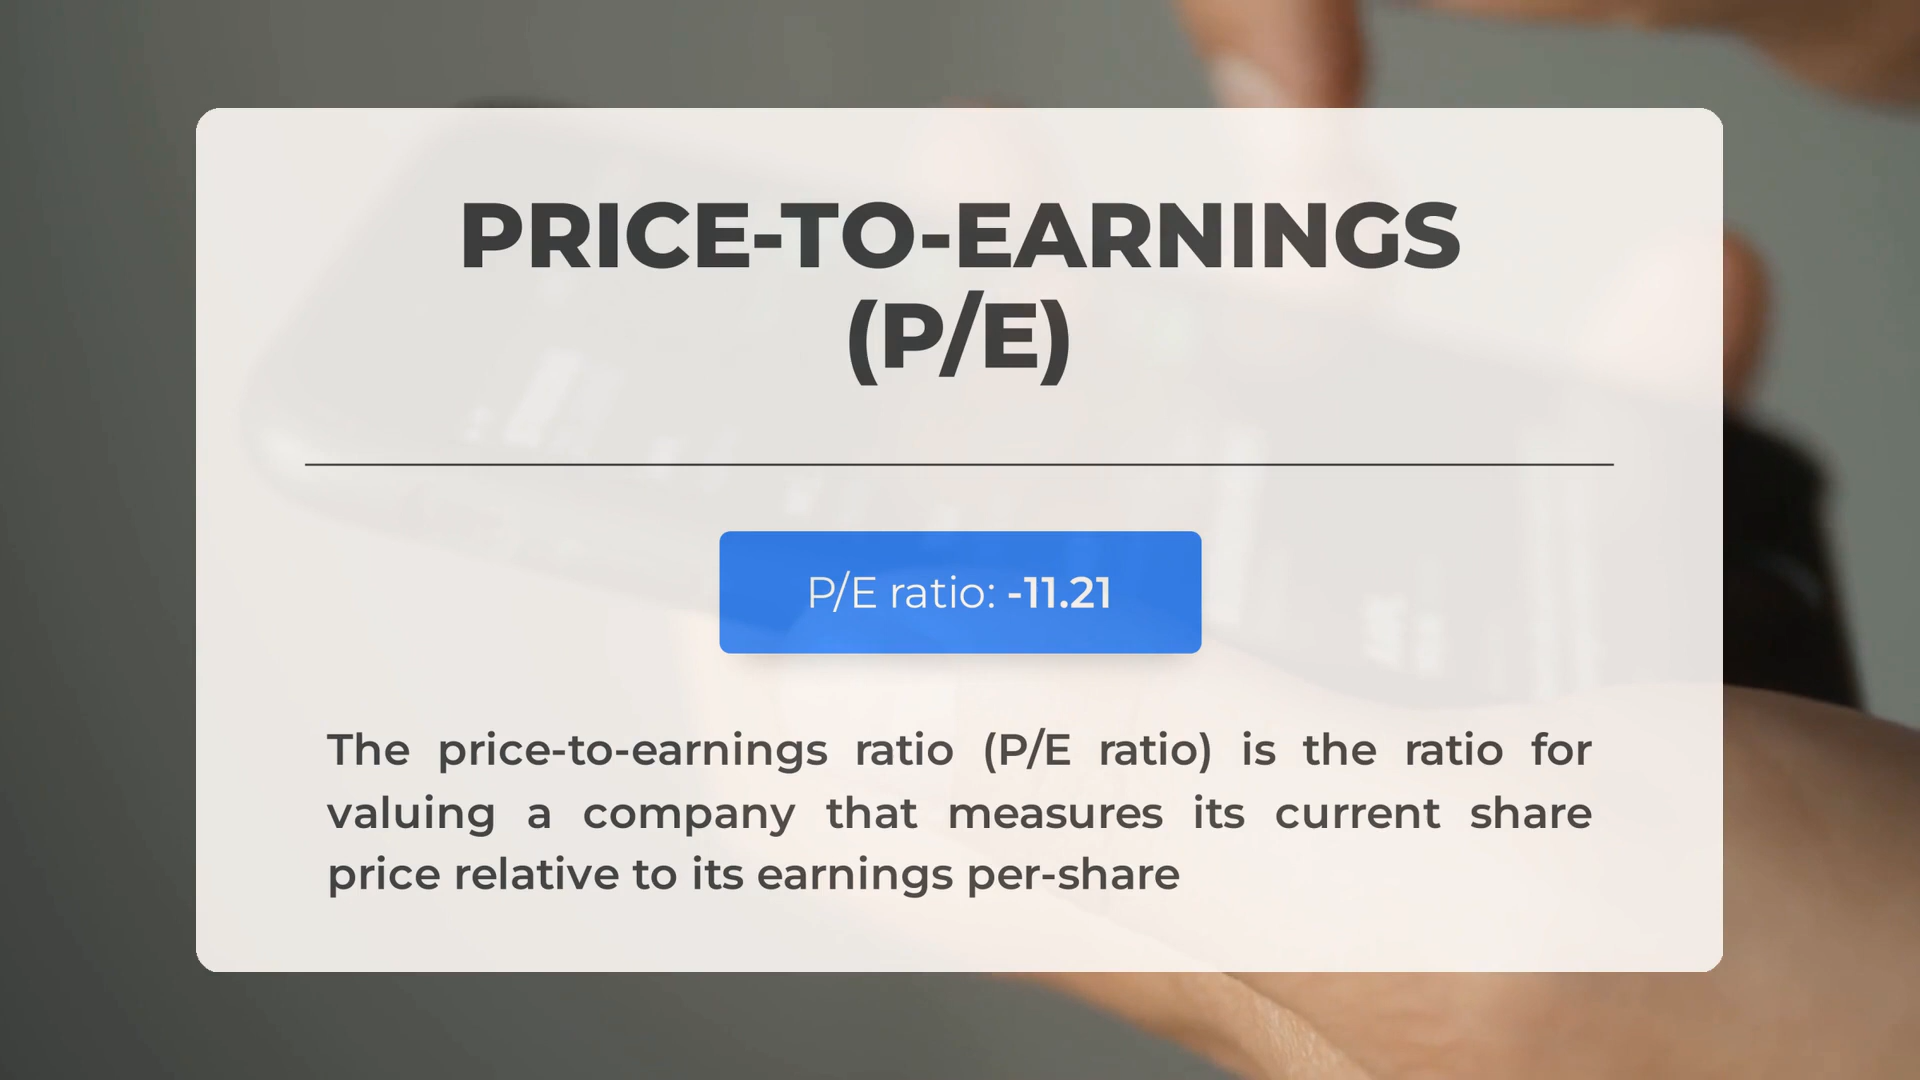 PRICE-TO-EARNINGS
(P/E)
P/E ratio: -11.21
The price-to-earnings ratio (P/E ratio) is the ratio for
valuing a company that measures its current share
price relative to its earnings per-share